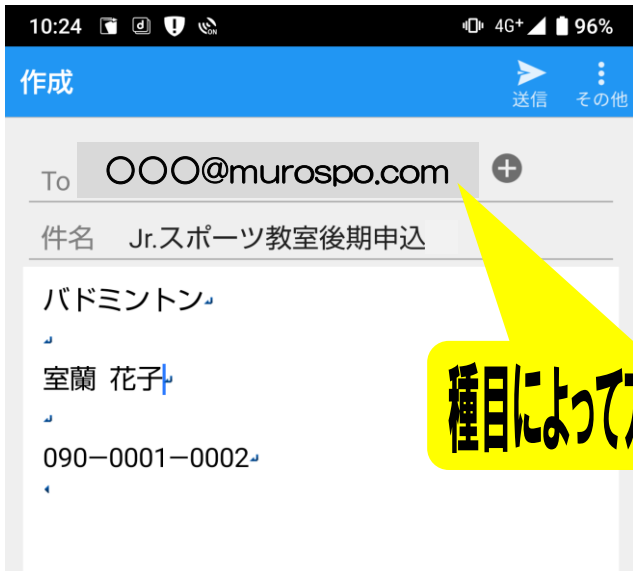 10:24 4G+ 96%
作成 送信 その他
To 〇〇〇@murospo.com
件名 Jr.スポーツ教室後期申込
バドミントン
室蘭 花子
種目によって
090−0001−0002